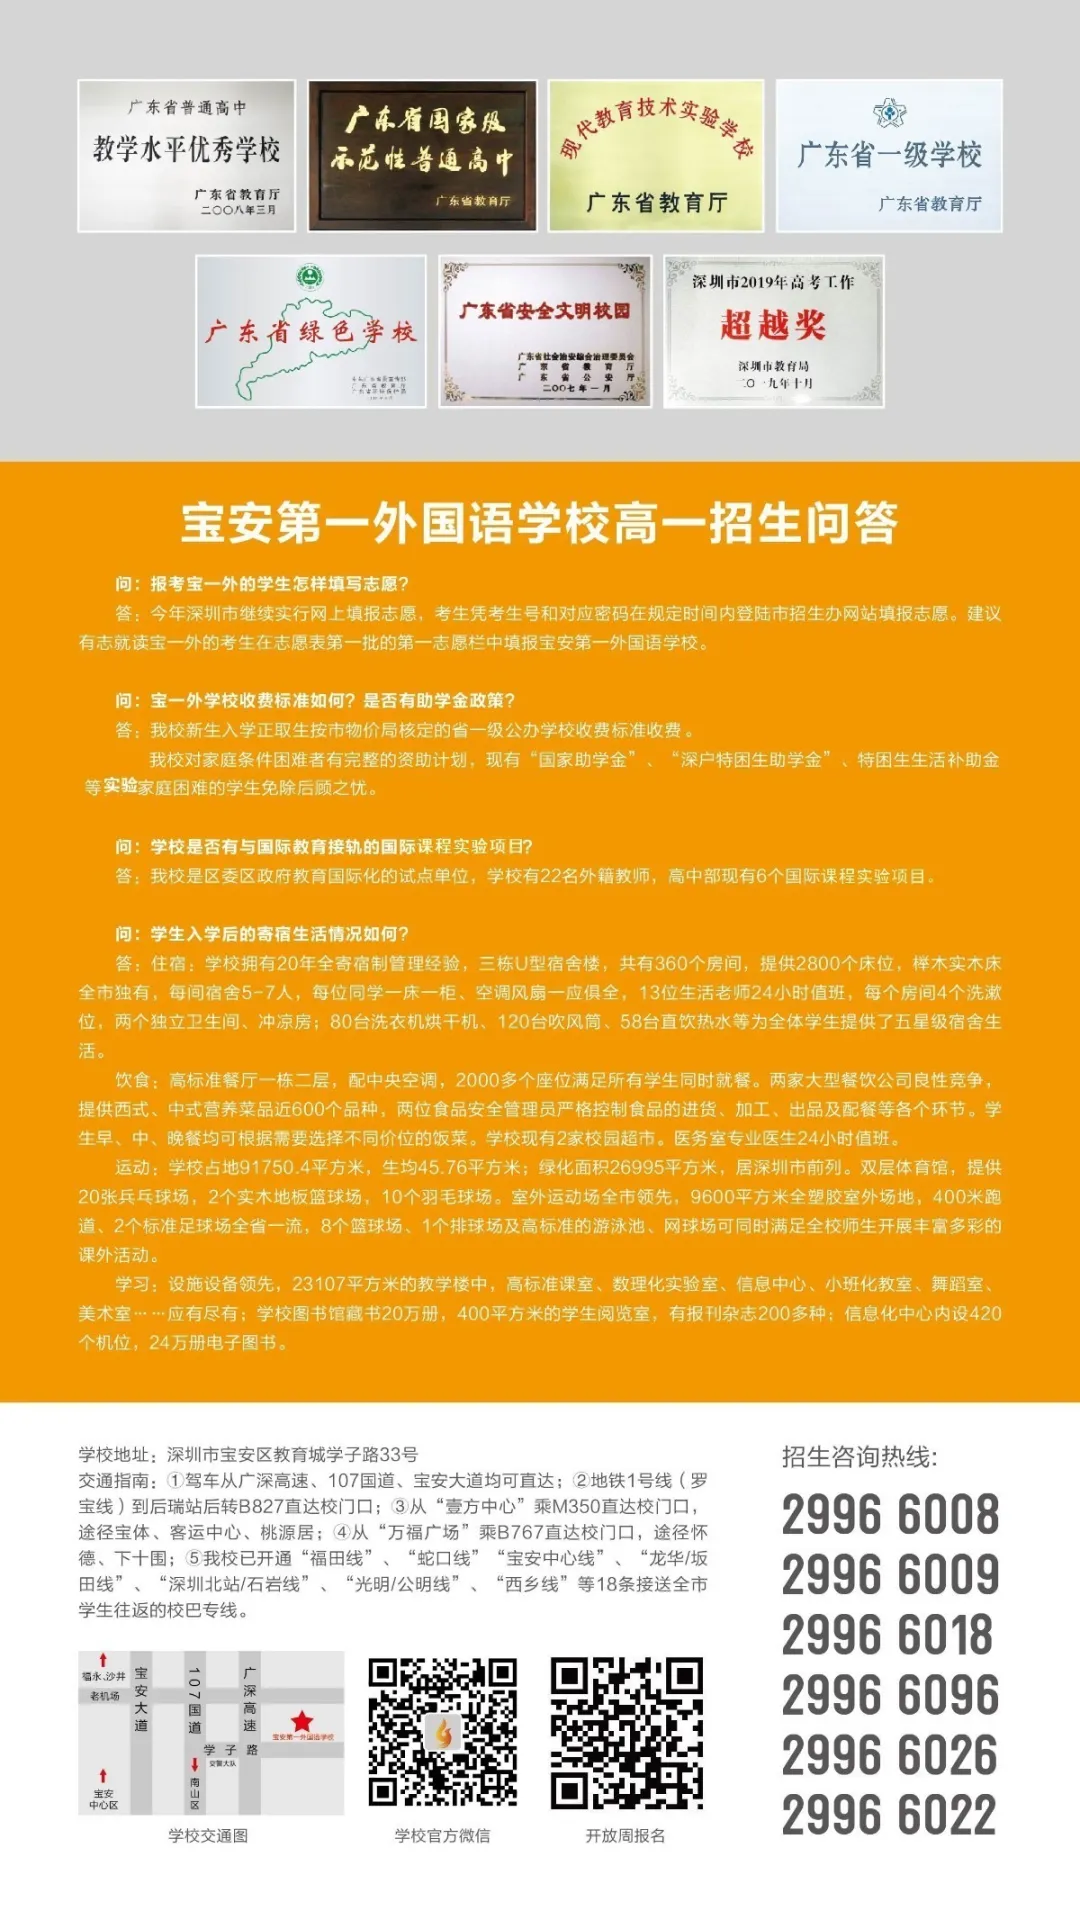 广东省普通高中
教学水平优秀学校
广东省教育厅
二〇〇八年三月
广东省国家级
示范性普通高中
广东省教育厅
现代教育技术实验学校
广东省教育厅
广东省一级学校
广东省教育厅
广东省绿色学校
广东省安全文明校园
广东省社会治安综合治理委员会
广东省教育厅
广东省公安厅
二〇〇七年一月
深圳市2019年高考工作
超越奖
深圳市教育局
二〇一九年十月
宝安第一外国语学校高一招生问答
问：报考宝一外的学生怎样填写志愿？
答：今年深圳市继续实行网上填报志愿，考生凭考生号和对应密码在规定时间内登陆市招生办网站填报志愿。建议
有志就读宝一外的考生在志愿表第一批的第一志愿栏中填报宝安第一外国语学校。
问：宝一外学校收费标准如何？是否有助学金政策？
答：我校新生入学正取生按市物价局核定的省一级公办学校收费标准收费。
我校对家庭条件困难者有完整的资助计划，现有“国家助学金”、“深户特困生助学金”、特困生生活补助金
等实验家庭困难的学生免除后顾之忧。
问：学校是否有与国际教育接轨的国际课程实验项目？
答：我校是区委区政府教育国际化的试点单位，学校有22名外籍教师，高中部现有6个国际课程实验项目。
问：学生入学后的寄宿生活情况如何？
答：住宿：学校拥有20年全寄宿制管理经验，三栋U型宿舍楼，共有360个房间，提供2800个床位，榉木实木床
全市独有，每间宿舍5-7人，每位同学一床一柜、空调风扇一应俱全，13位生活老师24小时值班，每个房间4个洗漱
位，两个独立卫生间、冲凉房；80台洗衣机烘干机、120台吹风筒、58台直饮热水等为全体学生提供了五星级宿舍生
活。
饮食：高标准餐厅一栋二层，配中央空调，2000多个座位满足所有学生同时就餐。两家大型餐饮公司良性竞争，
提供西式、中式营养菜品近600个品种，两位食品安全管理员严格控制食品的进货、加工、出品及配餐等各个环节。学
生早、中、晚餐均可根据需要选择不同价位的饭菜。学校现有2家校园超市。医务室专业医生24小时值班。
运动：学校占地91750.4平方米，生均45.76平方米；绿化面积26995平方米，居深圳市前列。双层体育馆，提供
20张兵乓球场，2个实木地板篮球场，10个羽毛球场。室外运动场全市领先，9600平方米全塑胶室外场地，400米跑
道、2个标准足球场全省一流，8个篮球场、1个排球场及高标准的游泳池、网球场可同时满足全校师生开展丰富多彩的
课外活动。
学习：设施设备领先，23107平方米的教学楼中，高标准课室、数理化实验室、信息中心、小班化教室、舞蹈室、
美术室……应有尽有；学校图书馆藏书20万册，400平方米的学生阅览室，有报刊杂志200多种；信息化中心内设420
个机位，24万册电子图书。
学校地址：深圳市宝安区教育城学子路33号
交通指南：①驾车从广深高速、107国道、宝安大道均可直达；②地铁1号线（罗
宝线）到后瑞站后转B827直达校门口；③从“壹方中心”乘M350直达校门口，
途径宝体、客运中心、桃源居；④从“万福广场”乘B767直达校门口，途径怀
德、下十围；⑤我校已开通“福田线”、“蛇口线”“宝安中心线”、“龙华/坂
田线”、“深圳北站/石岩线”、“光明/公明线”、“西乡线”等18条接送全市
学生往返的校巴专线。
招生咨询热线:
2996 6008
2996 6009
2996 6018
2996 6096
2996 6026
2996 6022
福永、沙井
老机场
宝安大道
107国道
广深高速
宝安第一外国语学校
学子路
交警大队
宝安
中心区
南山区
学校交通图
学校官方微信
开放周报名